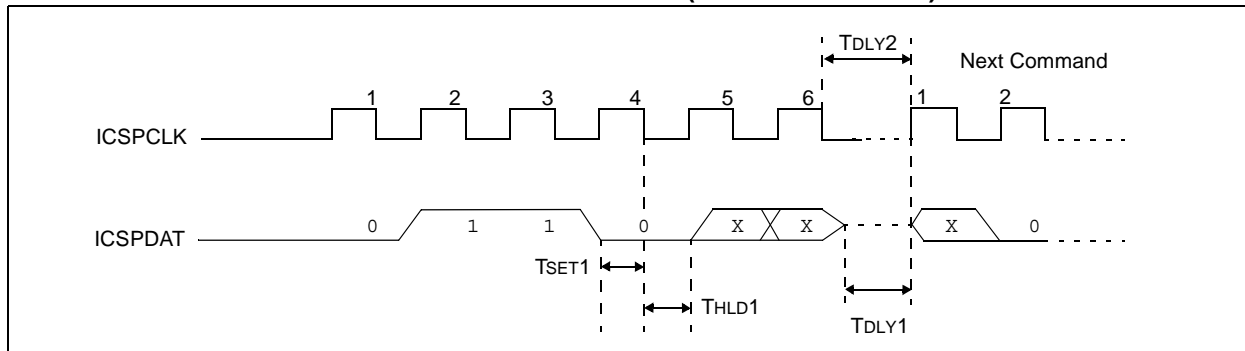 TDLY2
Next Command
1 2 3 4 5 6 1 2
ICSPCLK
ICSPDAT
0 1 1 0 X X X 0
TSET1
THLD1
TDLY1